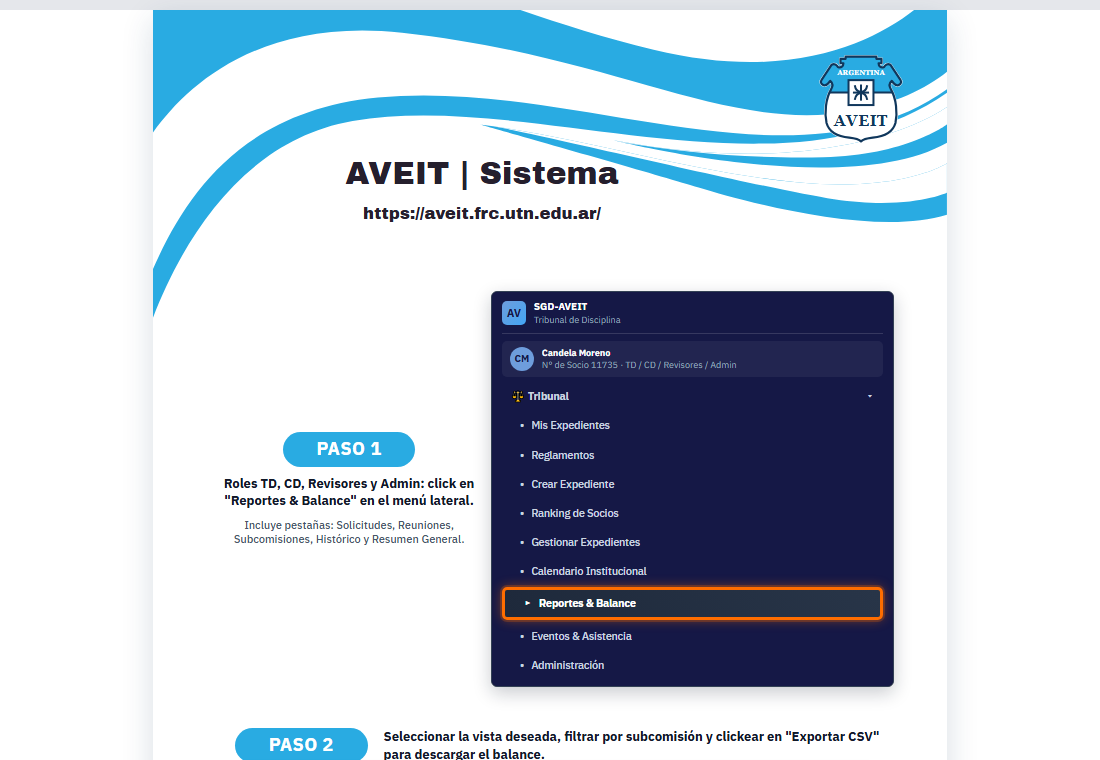 ARGENTINA
AVEIT
AVEIT | Sistema
https://aveit.frc.utn.edu.ar/
PASO 1
Roles TD, CD, Revisores y Admin: click en
"Reportes & Balance" en el menú lateral.
Incluye pestañas: Solicitudes, Reuniones,
Subcomisiones, Histórico y Resumen General.
AV
SGD-AVEIT
Tribunal de Disciplina
CM
Candela Moreno
N° de Socio 11735 · TD / CD / Revisores / Admin
Tribunal
Mis Expedientes
Reglamentos
Crear Expediente
Ranking de Socios
Gestionar Expedientes
Calendario Institucional
Reportes & Balance
Eventos & Asistencia
Administración
PASO 2
Seleccionar la vista deseada, filtrar por subcomisión y clickear en "Exportar CSV"
para descargar el balance.